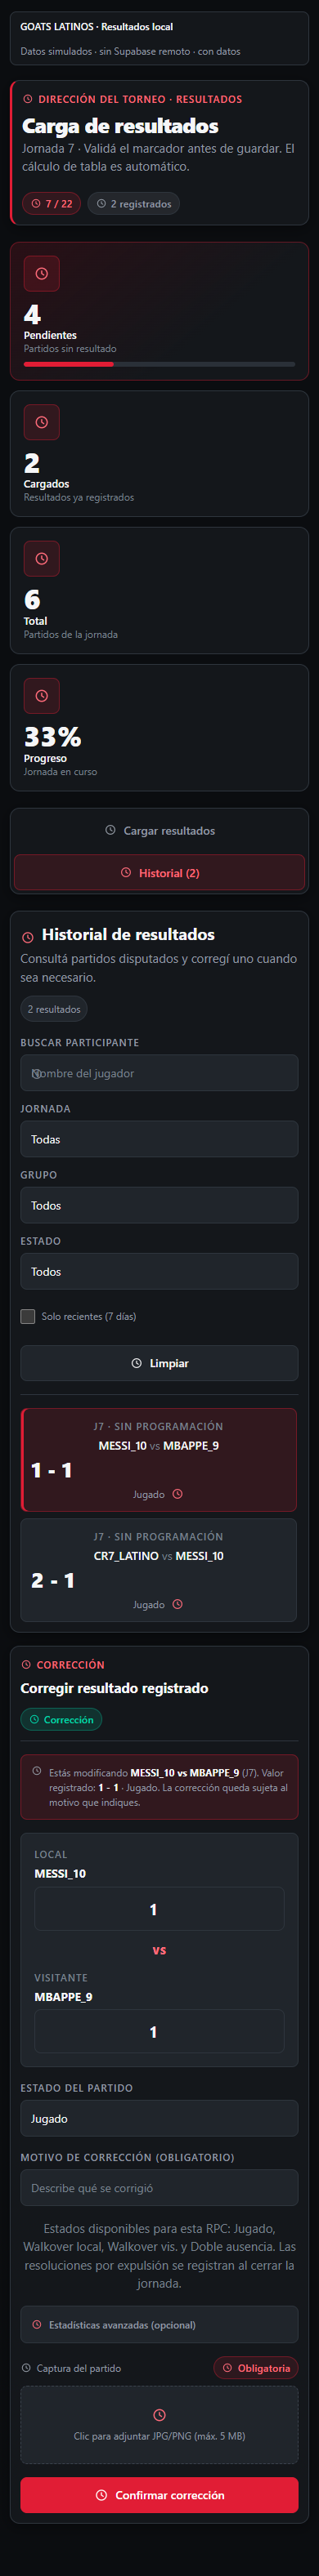 GOATS LATINOS · Resultados local
Datos simulados · sin Supabase remoto · con datos
DIRECCIÓN DEL TORNEO · RESULTADOS
Carga de resultados
Jornada 7 · Validá el marcador antes de guardar. El
cálculo de tabla es automático.
7 / 22
2 registrados
4
Pendientes
Partidos sin resultado
2
Cargados
Resultados ya registrados
6
Total
Partidos de la jornada
33%
Progreso
Jornada en curso
Cargar resultados
Historial (2)
Historial de resultados
Consultá partidos disputados y corregí uno cuando
sea necesario.
2 resultados
BUSCAR PARTICIPANTE
Nombre del jugador
JORNADA
Todas
GRUPO
Todos
ESTADO
Todos
Solo recientes (7 días)
Limpiar
J7 · SIN PROGRAMACIÓN
MESSI_10 vs MBAPPE_9
1 - 1
Jugado
J7 · SIN PROGRAMACIÓN
CR7_LATINO vs MESSI_10
2 - 1
Jugado
CORRECCIÓN
Corregir resultado registrado
Corrección
Estás modificando MESSI_10 vs MBAPPE_9 (J7). Valor
registrado: 1 - 1 · Jugado. La corrección queda sujeta al
motivo que indiques.
LOCAL
MESSI_10
1
VS
VISITANTE
MBAPPE_9
1
ESTADO DEL PARTIDO
Jugado
MOTIVO DE CORRECCIÓN (OBLIGATORIO)
Describe qué se corrigió
Estados disponibles para esta RPC: Jugado,
Walkover local, Walkover vis. y Doble ausencia. Las
resoluciones por expulsión se registran al cerrar la
jornada.
Estadísticas avanzadas (opcional)
Captura del partido
Obligatoria
Clic para adjuntar JPG/PNG (máx. 5 MB)
Confirmar corrección